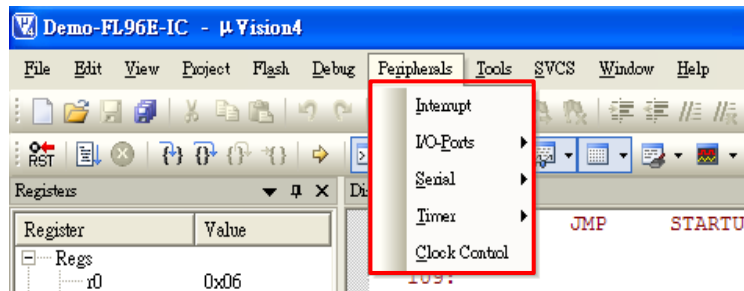 Demo-FL96E-IC - µVision4
File Edit View Project Flash Debug Peripherals Tools SVCS Window Help
Interrupt
RST
I/O-Ports
Serial
Registers
Timer
Register Value
JMP
Regs
Clock Control
r0 0x06
109: